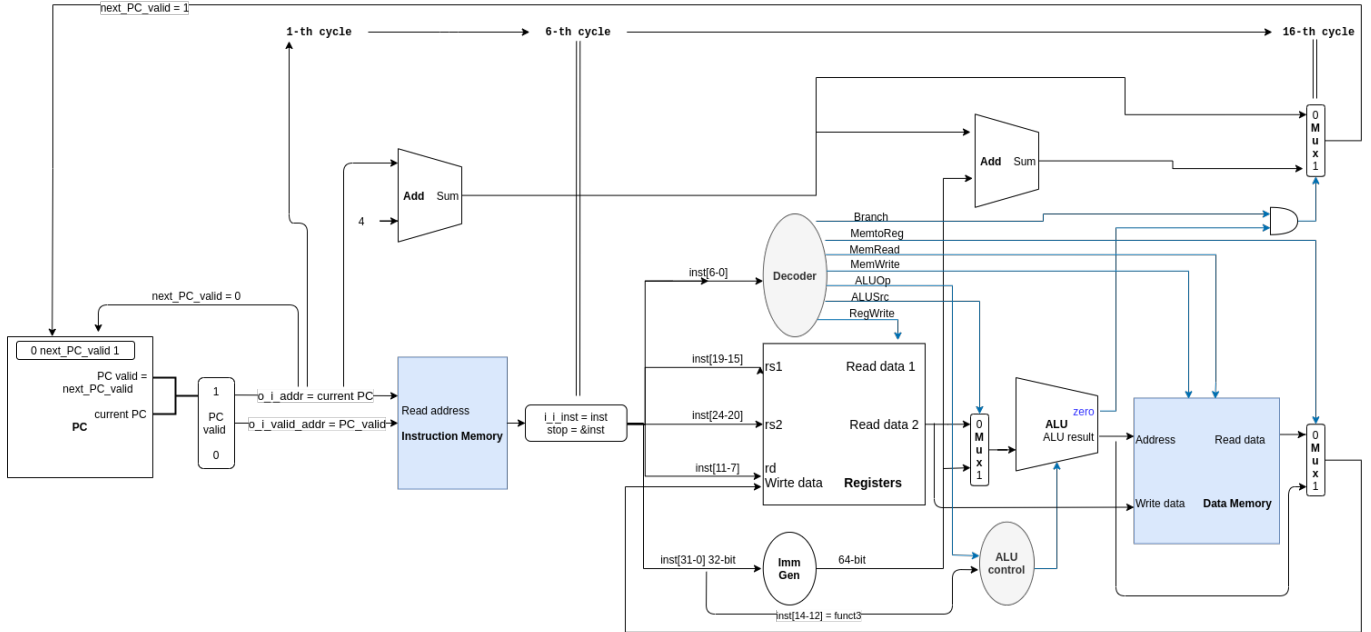 next_PC_valid = 1
1-th cycle
6-th cycle
16-th cycle
0
M
u
x
1
Add Sum
Add Sum
4
Branch
MemtoReg
MemRead
MemWrite
ALUOp
ALUSrc
RegWrite
Decoder
inst[6-0]
next_PC_valid = 0
0 next_PC_valid 1
PC valid =
next_PC_valid
current PC
PC
1
PC
valid
0
o_i_addr = current PC
o_i_valid_addr = PC_valid
Read address
Instruction Memory
i_i_inst = inst
stop = &inst
inst[19-15]
inst[24-20]
inst[11-7]
rs1
rs2
rd
Wirte data
Read data 1
Read data 2
Registers
0
M
u
x
1
zero
ALU
ALU result
Address
Read data
Write data
Data Memory
0
M
u
x
1
inst[31-0] 32-bit
Imm
Gen
64-bit
ALU
control
inst[14-12] = funct3